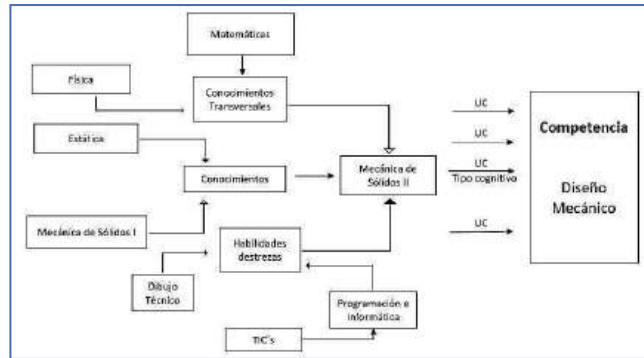 Matemáticas
Física
Conocimientos
Transversales
UC
Estática
UC
Competencia
Conocimientos
Mecánica de
Sólidos II
UC
Tipo cognitivo
Diseño
Mecánico
Mecánica de Sólidos I
Habilidades
destrezas
UC
Dibujo
Técnico
Programación e
informática
TIC´s